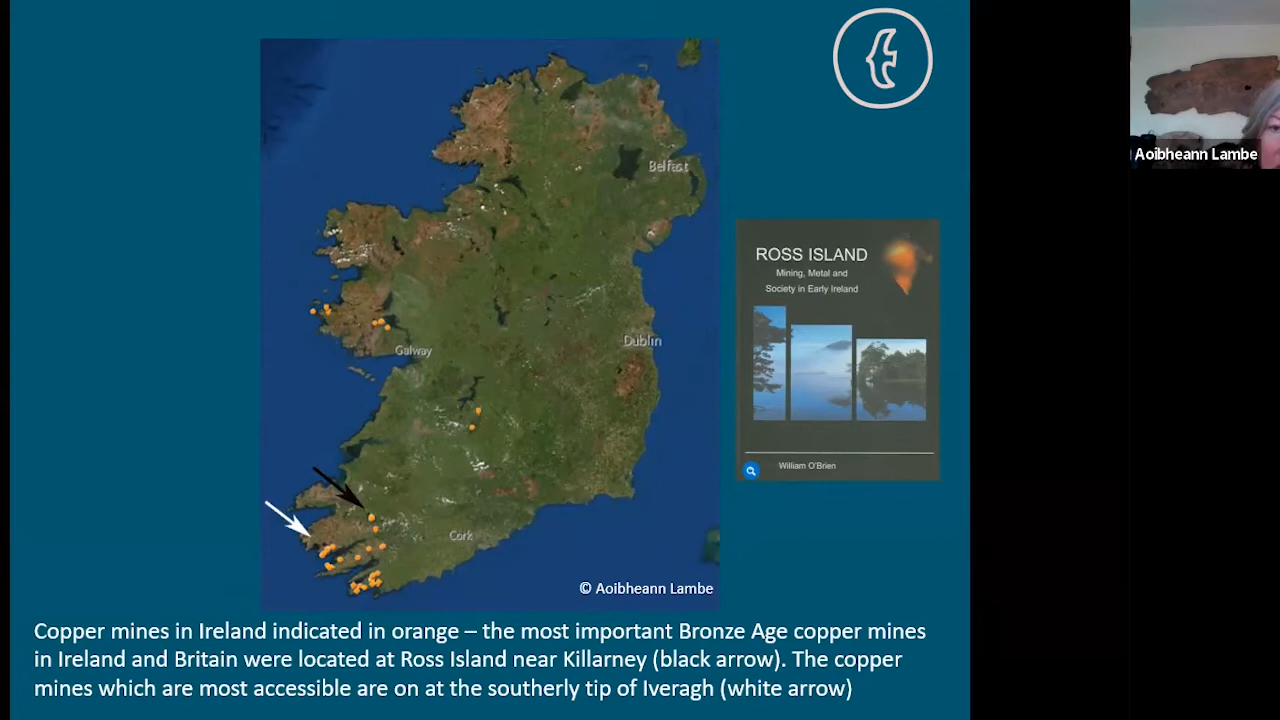 Belfast
Galway
Dublin
Cork
© Aoibheann Lambe
ROSS ISLAND
Mining, Metal and
Society in Early Ireland
William O'Brien
Aoibheann Lambe
Copper mines in Ireland indicated in orange – the most important Bronze Age copper mines
in Ireland and Britain were located at Ross Island near Killarney (black arrow). The copper
mines which are most accessible are on at the southerly tip of Iveragh (white arrow)